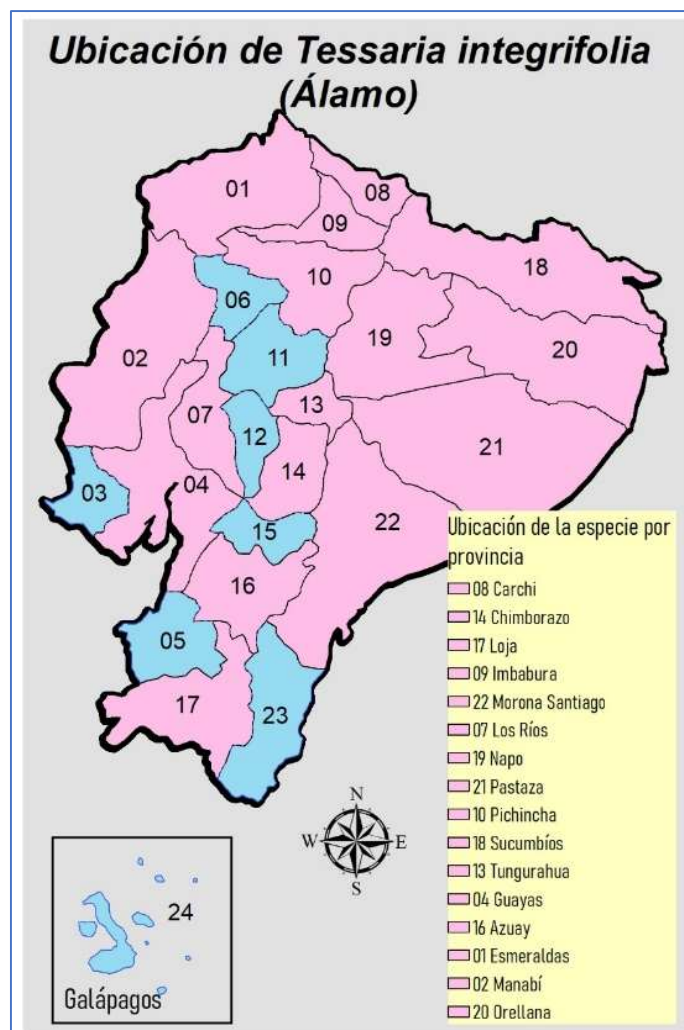 Ubicación de Tessaria integrifolia
(Álamo)
01
08
09
10
18
06
02
11
19
20
07
13
12
21
14
03
04
22
15
16
05
17
23
Ubicación de la especie por
provincia
08 Carchi
14 Chimborazo
17 Loja
09 Imbabura
22 Morona Santiago
07 Los Ríos
19 Napo
21 Pastaza
10 Pichincha
18 Sucumbíos
13 Tungurahua
04 Guayas
16 Azuay
01 Esmeraldas
02 Manabí
20 Orellana
N
W E
S
24
Galápagos